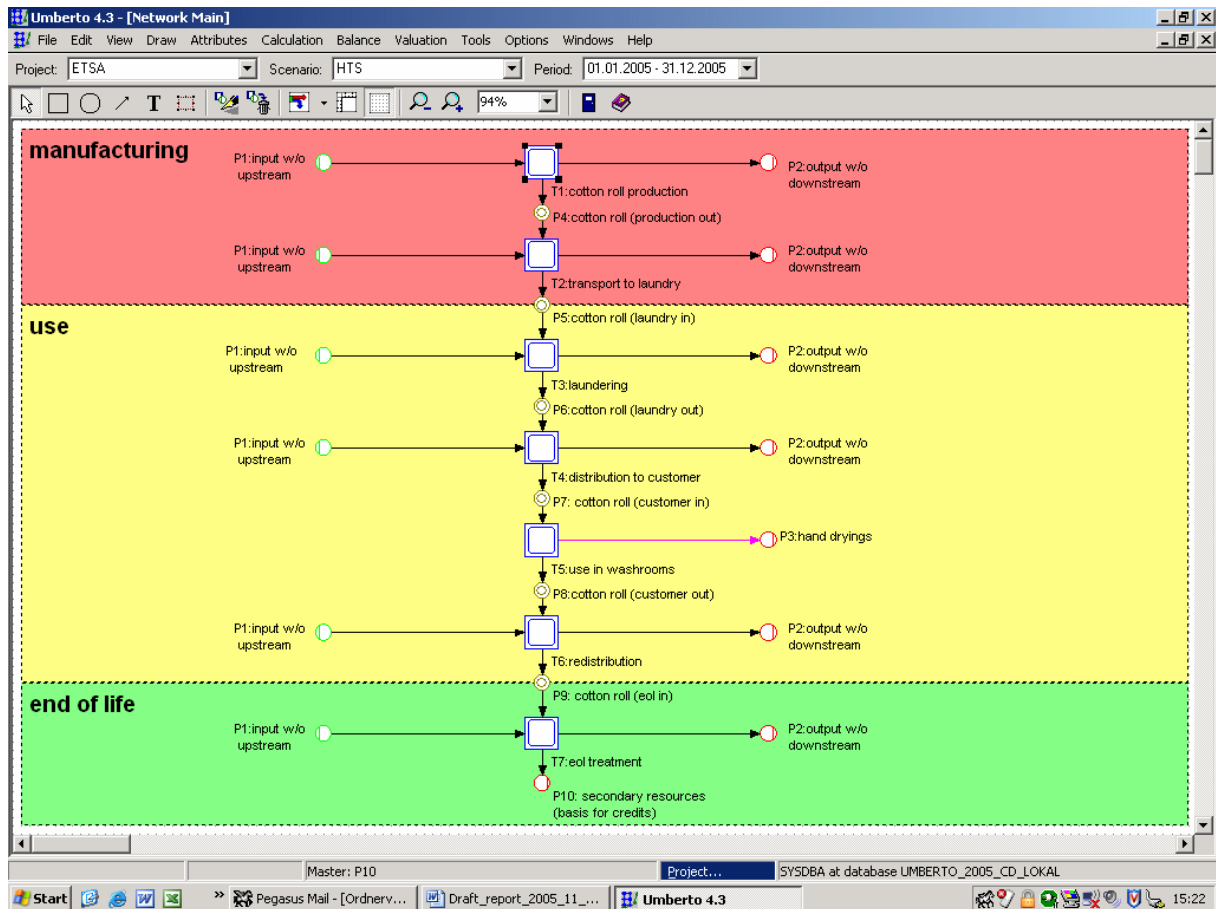 Umberto 4.3 - [Network Main]
File Edit View Draw Attributes Calculation Balance Valuation Tools Options Windows Help
Project: ETSA Scenario: HTS Period: 01.01.2005 - 31.12.2005
T 94%
manufacturing
P1:input w/o
upstream
P2:output w/o
downstream
T1:cotton roll production
P4:cotton roll (production out)
P1:input w/o
upstream
P2:output w/o
downstream
T2:transport to laundry
use
P5:cotton roll (laundry in)
P1:input w/o
upstream
P2:output w/o
downstream
T3:laundering
P6:cotton roll (laundry out)
P1:input w/o
upstream
P2:output w/o
downstream
T4:distribution to customer
P7: cotton roll (customer in)
P3:hand dryings
T5:use in washrooms
P8:cotton roll (customer out)
P1:input w/o
upstream
P2:output w/o
downstream
T6:redistribution
end of life
P9: cotton roll (eol in)
P1:input w/o
upstream
P2:output w/o
downstream
T7:eol treatment
P10: secondary resources
(basis for credits)
Master: P10 Project... SYSDBA at database UMBERTO_2005_CD_LOKAL
Start » Pegasus Mail - [Ordnerv... Draft_report_2005_11_... Umberto 4.3 15:22